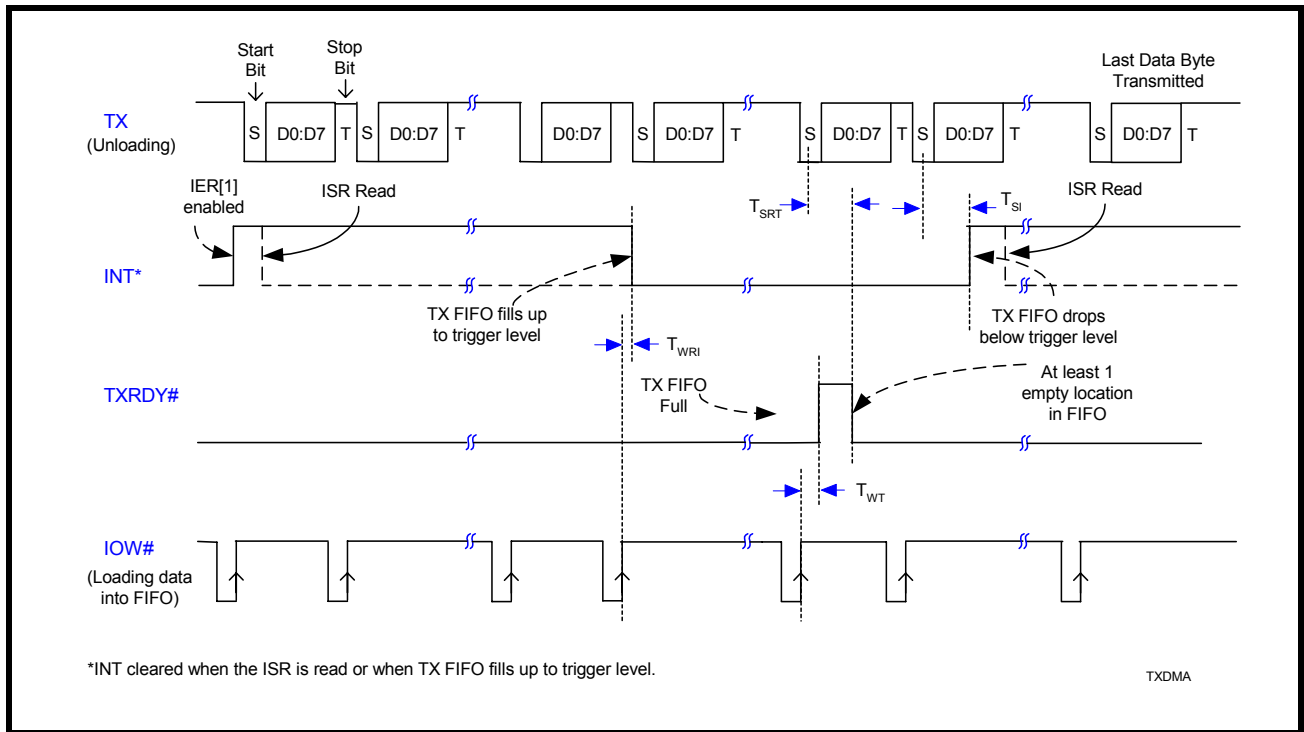 Start
Bit
Stop
Bit
Last Data Byte
Transmitted
TX
(Unloading)
S D0:D7 T S D0:D7 T D0:D7 S D0:D7 T S D0:D7 T S D0:D7 T S D0:D7 T
IER[1]
enabled
ISR Read
TSRT
TSI
ISR Read
INT*
TX FIFO fills up
to trigger level
TX FIFO drops
below trigger level
TWRI
TXRDY#
TX FIFO
Full
At least 1
empty location
in FIFO
TWT
IOW#
(Loading data
into FIFO)
*INT cleared when the ISR is read or when TX FIFO fills up to trigger level.
TXDMA